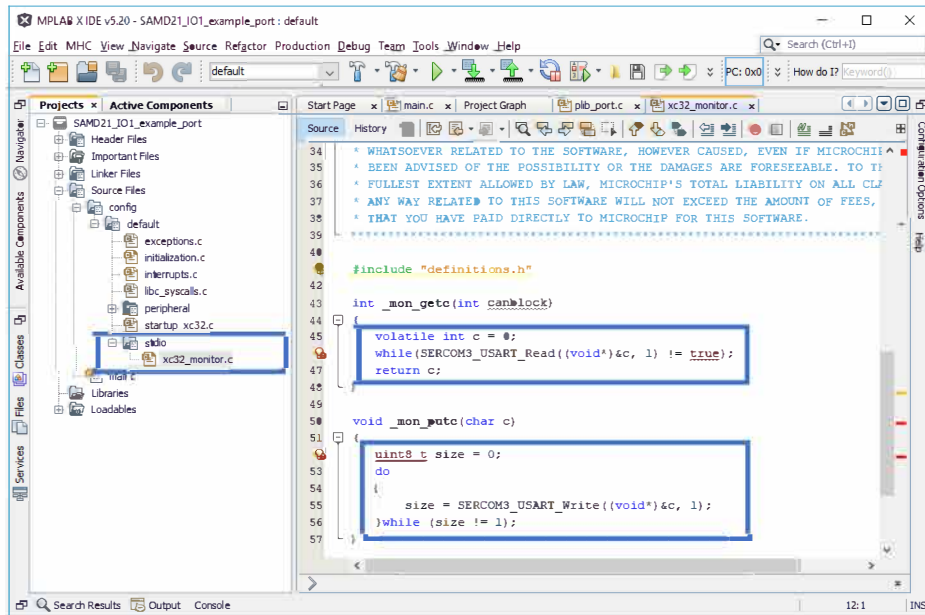 MPLAB X IDE v5.20 - SAMD21_IO1_example_port : default
File Edit MHC View Navigate Source Refactor Production Debug Team Tools Window Help
Search (Ctrl+I)
default
PC: 0x0
How do I?
Keyword()
Projects
Active Components
Start Page
main.c
Project Graph
plib_port.c
xc32_monitor.c
Source
History
SAMD21_IO1_example_port
Header Files
Important Files
Linker Files
Source Files
config
default
exceptions.c
initialization.c
interrupts.c
libc_syscalls.c
peripheral
startup_xc32.c
stdio
xc32_monitor.c
Libraries
Loadables
Navigator
Available Components
Classes
Files
Services
34 * WHATSOEVER RELATED TO THE SOFTWARE, HOWEVER CAUSED, EVEN IF MICROCHI
35 * BEEN ADVISED OF THE POSSIBILITY OR THE DAMAGES ARE FORESEEABLE. TO TH
36 * FULLEST EXTENT ALLOWED BY LAW, MICROCHIP'S TOTAL LIABILITY ON ALL CLA
37 * ANY WAY RELATED TO THIS SOFTWARE WILL NOT EXCEED THE AMOUNT OF FEES,
38 * THAT YOU HAVE PAID DIRECTLY TO MICROCHIP FOR THIS SOFTWARE.
39
40
#include "definitions.h"
42
43 int _mon_getc(int canblock)
44 {
45 volatile int c = 0;
while(SERCOM3_USART_Read((void*)&c, 1) != true);
47 return c;
48 }
49
50 void _mon_putc(char c)
51 {
uint8_t size = 0;
53 do
54 {
55 size = SERCOM3_USART_Write((void*)&c, 1);
56 }while (size != 1);
57 }
Configuration Options
Help
Search Results
Output
Console
12:1
INS